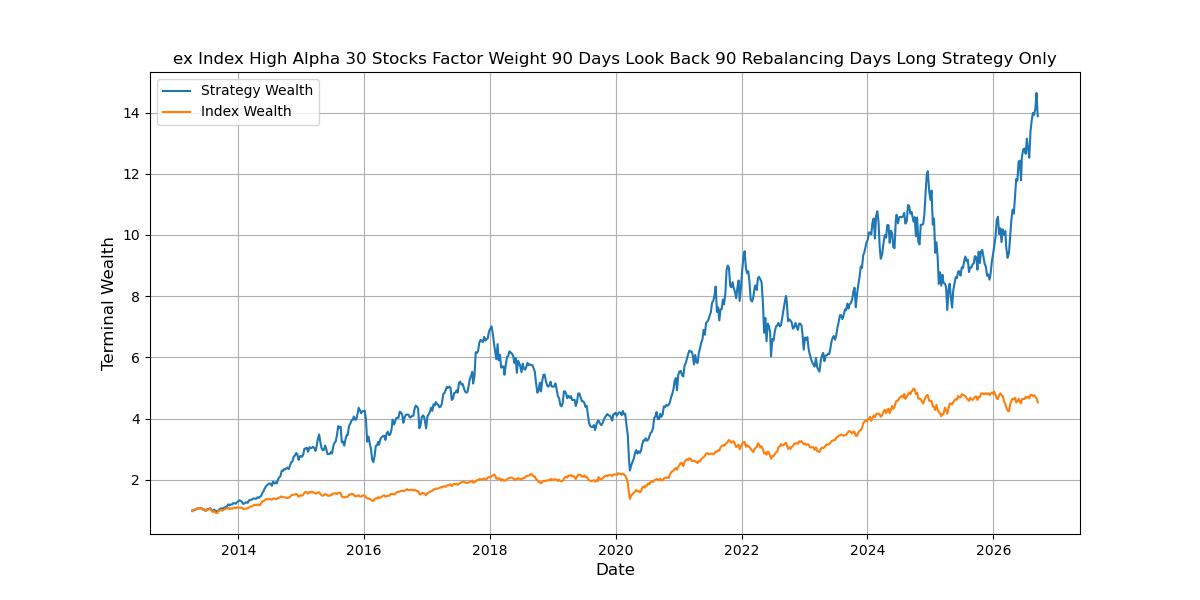 ex Index High Alpha 30 Stocks Factor Weight 90 Days Look Back 90 Rebalancing Days Long Strategy Only
Strategy Wealth
Index Wealth
Terminal Wealth
14
12
10
8
6
4
2
2014 2016 2018 2020 2022 2024 2026
Date